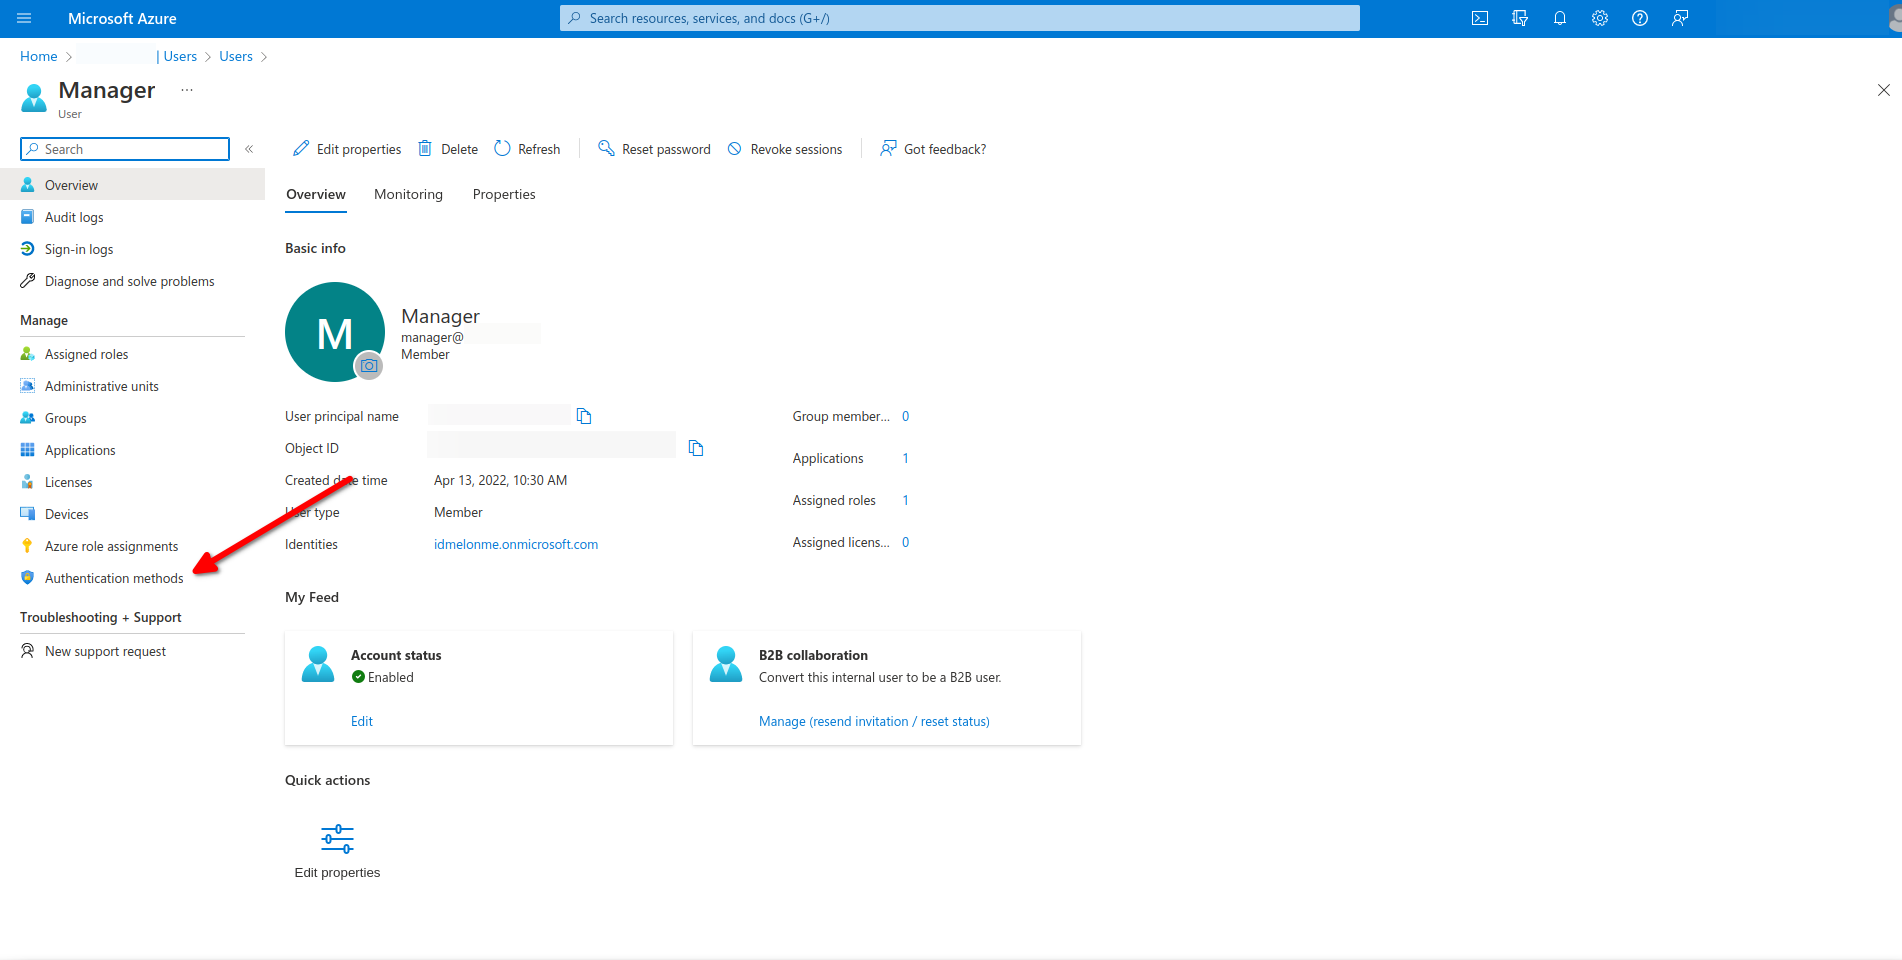 Microsoft Azure
Search resources, services, and docs (G+/)
Home > | Users > Users >
Manager ...
User
Search «
Edit properties Delete Refresh Reset password Revoke sessions Got feedback?
Overview
Audit logs
Sign-in logs
Diagnose and solve problems
Manage
Assigned roles
Administrative units
Groups
Applications
Licenses
Devices
Azure role assignments
Authentication methods
Troubleshooting + Support
New support request
Overview Monitoring Properties
Basic info
M
Manager
manager@
Member
User principal name
Object ID
Created date time Apr 13, 2022, 10:30 AM
User type Member
Identities idmelonme.onmicrosoft.com
Group member... 0
Applications 1
Assigned roles 1
Assigned licens... 0
My Feed
Account status
Enabled
Edit
B2B collaboration
Convert this internal user to be a B2B user.
Manage (resend invitation / reset status)
Quick actions
Edit properties